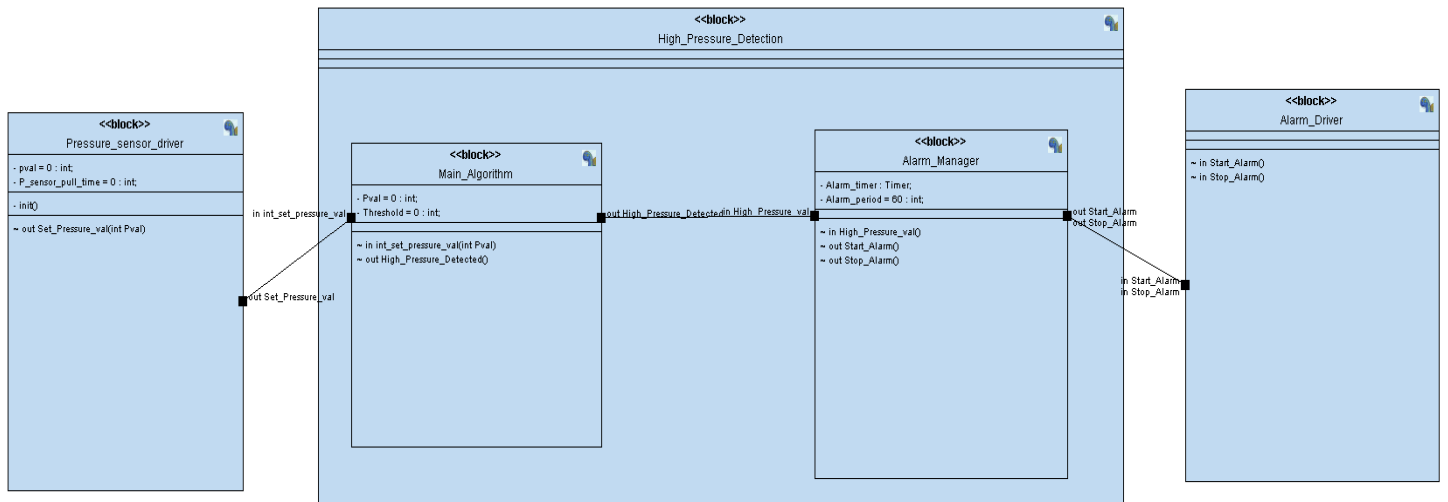 <<block>>
High_Pressure_Detection
<<block>>
Pressure_sensor_driver
- pval = 0 : int;
- P_sensor_pull_time = 0 : int;
- init()
~ out Set_Pressure_val(int Pval)
out Set_Pressure_val
in int_set_pressure_val
<<block>>
Main_Algorithm
- Pval = 0 : int;
- Threshold = 0 : int;
~ in int_set_pressure_val(int Pval)
~ out High_Pressure_Detected()
out High_Pressure_Detected
in High_Pressure_val
<<block>>
Alarm_Manager
- Alarm_timer : Timer;
- Alarm_period = 60 : int;
~ in High_Pressure_val()
~ out Start_Alarm()
~ out Stop_Alarm()
out Start_Alarm
out Stop_Alarm
in Start_Alarm
in Stop_Alarm
<<block>>
Alarm_Driver
~ in Start_Alarm()
~ in Stop_Alarm()